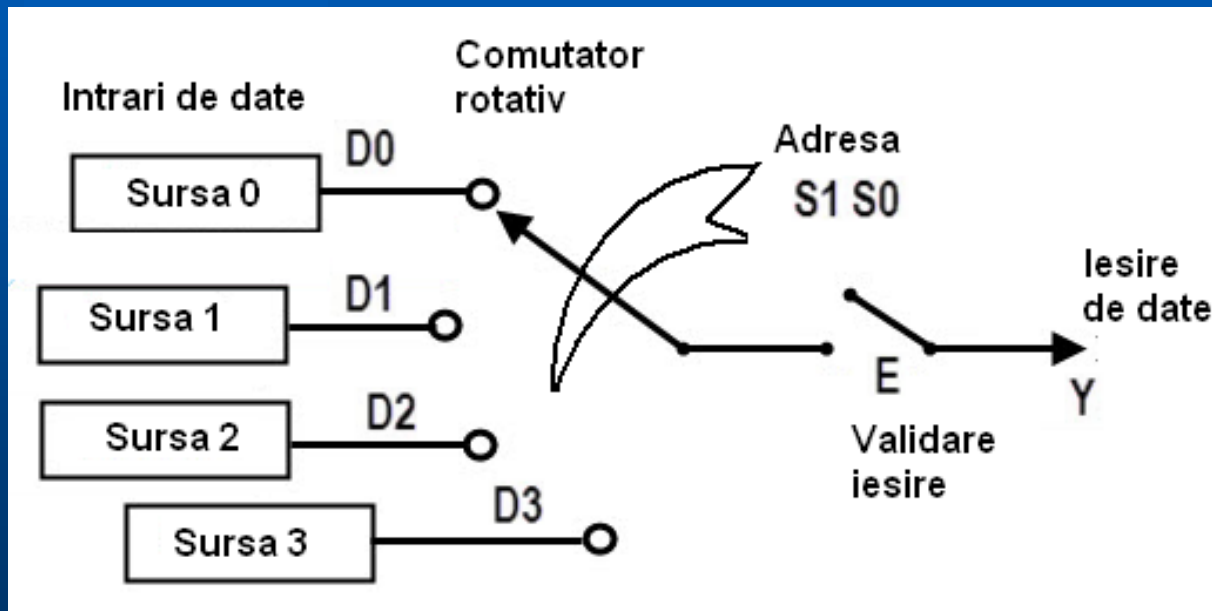 Comutator
rotativ
Intrari de date
D0
Adresa
S1 S0
Sursa 0
Iesire
de date
D1
Sursa 1
E
Y
D2
Sursa 2
Validare
iesire
D3
Sursa 3